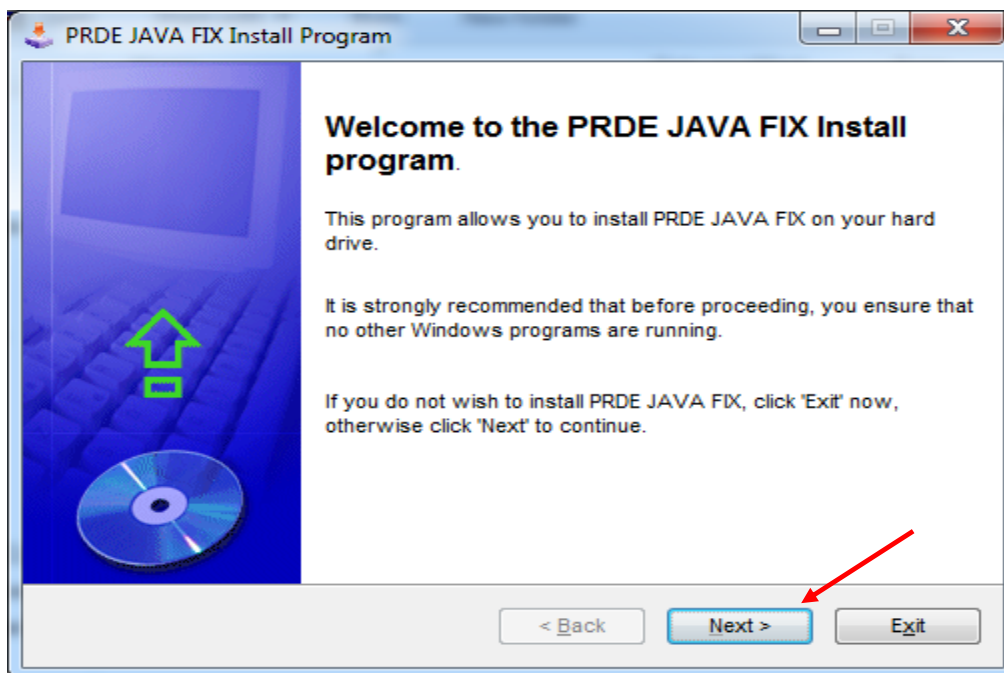 PRDE JAVA FIX Install Program
Welcome to the PRDE JAVA FIX Install
program.
This program allows you to install PRDE JAVA FIX on your hard
drive.
It is strongly recommended that before proceeding, you ensure that
no other Windows programs are running.
If you do not wish to install PRDE JAVA FIX, click 'Exit' now,
otherwise click 'Next' to continue.
< Back
Next >
Exit